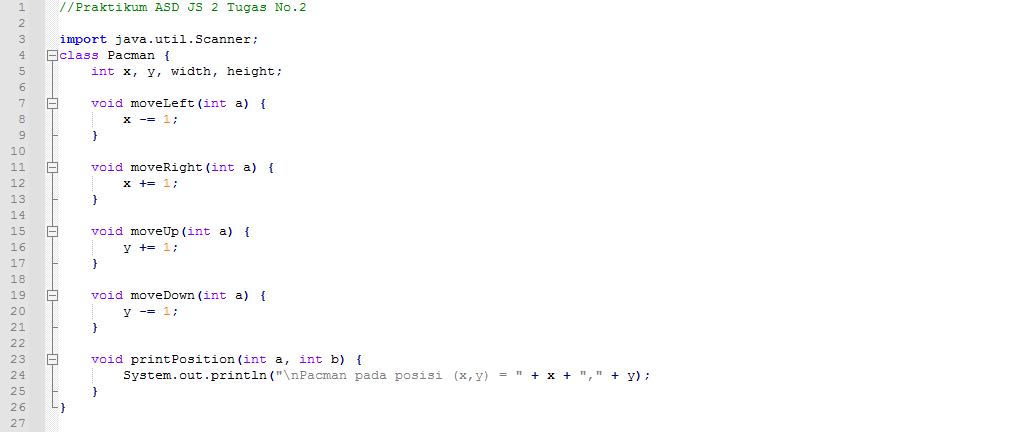 1 //Praktikum ASD JS 2 Tugas No.2
2
3 import java.util.Scanner;
4 class Pacman {
5     int x, y, width, height;
6
7     void moveLeft(int a) {
8         x -= 1;
9     }
10
11     void moveRight(int a) {
12         x += 1;
13     }
14
15     void moveUp(int a) {
16         y += 1;
17     }
18
19     void moveDown(int a) {
20         y -= 1;
21     }
22
23     void printPosition(int a, int b) {
24         System.out.println("\nPacman pada posisi (x,y) = " + x + "," + y);
25     }
26 }
27